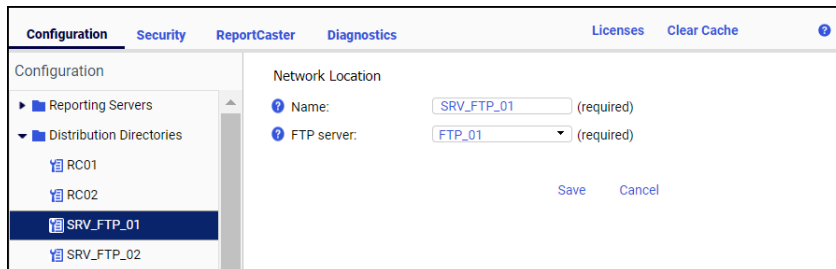 Configuration Security ReportCaster Diagnostics Licenses Clear Cache ?
Configuration
Reporting Servers
Distribution Directories
RC01
RC02
SRV_FTP_01
SRV_FTP_02
Network Location
? Name: SRV_FTP_01 (required)
? FTP server: FTP_01 (required)
Save Cancel